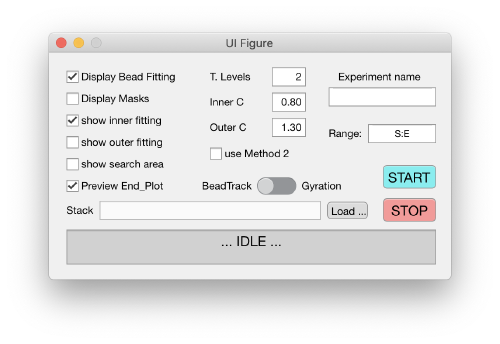 UI Figure
Display Bead Fitting
T. Levels
2
Experiment name
Display Masks
Inner C
0.80
show inner fitting
Outer C
1.30
Range:
S:E
show outer fitting
use Method 2
show search area
START
Preview End_Plot
BeadTrack
Gyration
Stack
Load ...
STOP
... IDLE ...